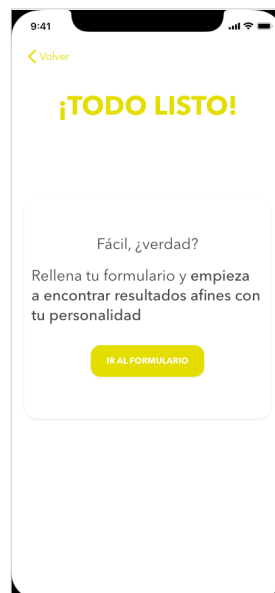 9:41
Volver
¡TODO LISTO!
Fácil, ¿verdad?
Rellena tu formulario y empieza
a encontrar resultados afines con
tu personalidad
IR AL FORMULARIO